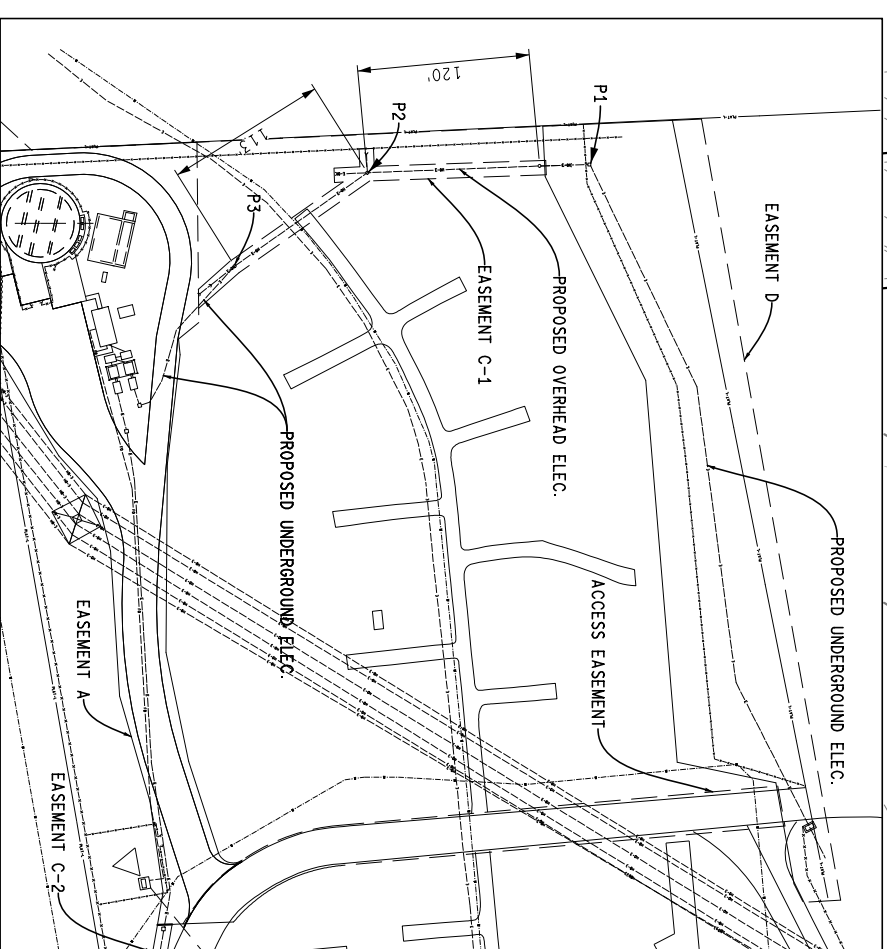 P1
120'
P2
113'
P3
EASEMENT D
PROPOSED OVERHEAD ELEC.
EASEMENT C-1
PROPOSED UNDERGROUND ELEC.
PROPOSED UNDERGROUND ELEC.
ACCESS EASEMENT
EASEMENT A
EASEMENT C-2